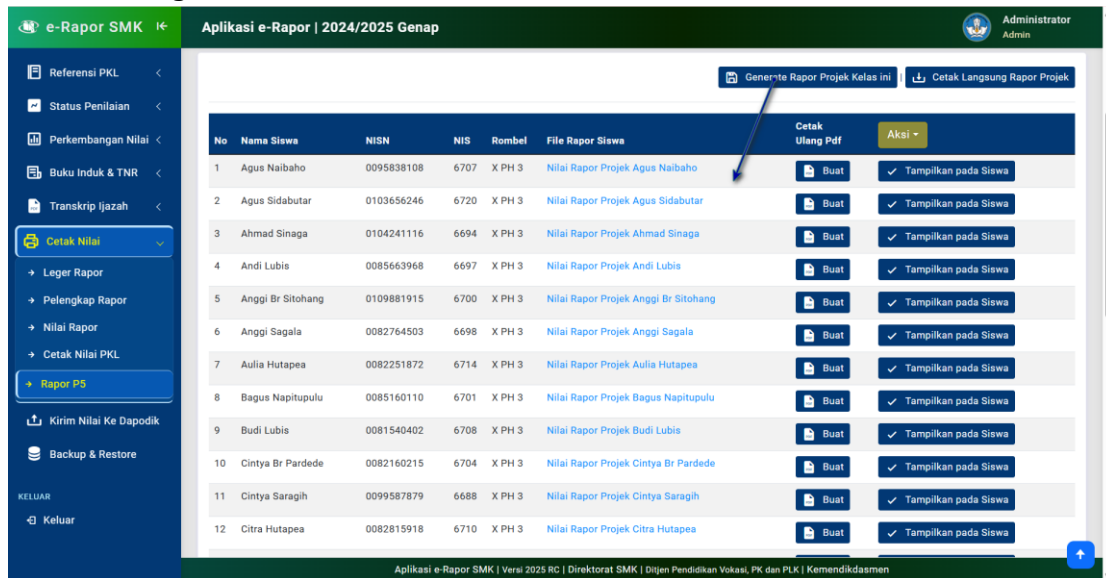 e-Rapor SMK
Aplikasi e-Rapor | 2024/2025 Genap
Administrator
Admin
Referensi PKL
Status Penilaian
Perkembangan Nilai
Buku Induk & TNR
Transkrip Ijazah
Cetak Nilai
Leger Rapor
Pelengkap Rapor
Nilai Rapor
Cetak Nilai PKL
Rapor P5
Kirim Nilai Ke Dapodik
Backup & Restore
KELUAR
Keluar
Generate Rapor Projek Kelas ini | Cetak Langsung Rapor Projek
No Nama Siswa NISN NIS Rombel File Rapor Siswa Cetak Ulang Pdf Aksi
1 Agus Naibaho 0095838108 6707 X PH 3 Nilai Rapor Projek Agus Naibaho Buat Tampilkan pada Siswa
2 Agus Sidabutar 0103656246 6720 X PH 3 Nilai Rapor Projek Agus Sidabutar Buat Tampilkan pada Siswa
3 Ahmad Sinaga 0104241116 6694 X PH 3 Nilai Rapor Projek Ahmad Sinaga Buat Tampilkan pada Siswa
4 Andi Lubis 0085663968 6697 X PH 3 Nilai Rapor Projek Andi Lubis Buat Tampilkan pada Siswa
5 Anggi Br Sitohang 0109881915 6700 X PH 3 Nilai Rapor Projek Anggi Br Sitohang Buat Tampilkan pada Siswa
6 Anggi Sagala 0082764503 6698 X PH 3 Nilai Rapor Projek Anggi Sagala Buat Tampilkan pada Siswa
7 Aulia Hutapea 0082251872 6714 X PH 3 Nilai Rapor Projek Aulia Hutapea Buat Tampilkan pada Siswa
8 Bagus Napitupulu 0085160110 6701 X PH 3 Nilai Rapor Projek Bagus Napitupulu Buat Tampilkan pada Siswa
9 Budi Lubis 0081540402 6708 X PH 3 Nilai Rapor Projek Budi Lubis Buat Tampilkan pada Siswa
10 Cintya Br Pardede 0082160215 6704 X PH 3 Nilai Rapor Projek Cintya Br Pardede Buat Tampilkan pada Siswa
11 Cintya Saragih 0099587879 6688 X PH 3 Nilai Rapor Projek Cintya Saragih Buat Tampilkan pada Siswa
12 Citra Hutapea 0082815918 6710 X PH 3 Nilai Rapor Projek Citra Hutapea Buat Tampilkan pada Siswa
Aplikasi e-Rapor SMK | Versi 2025 RC | Direktorat SMK | Ditjen Pendidikan Vokasi, PK dan PLK | Kemendikdasmen